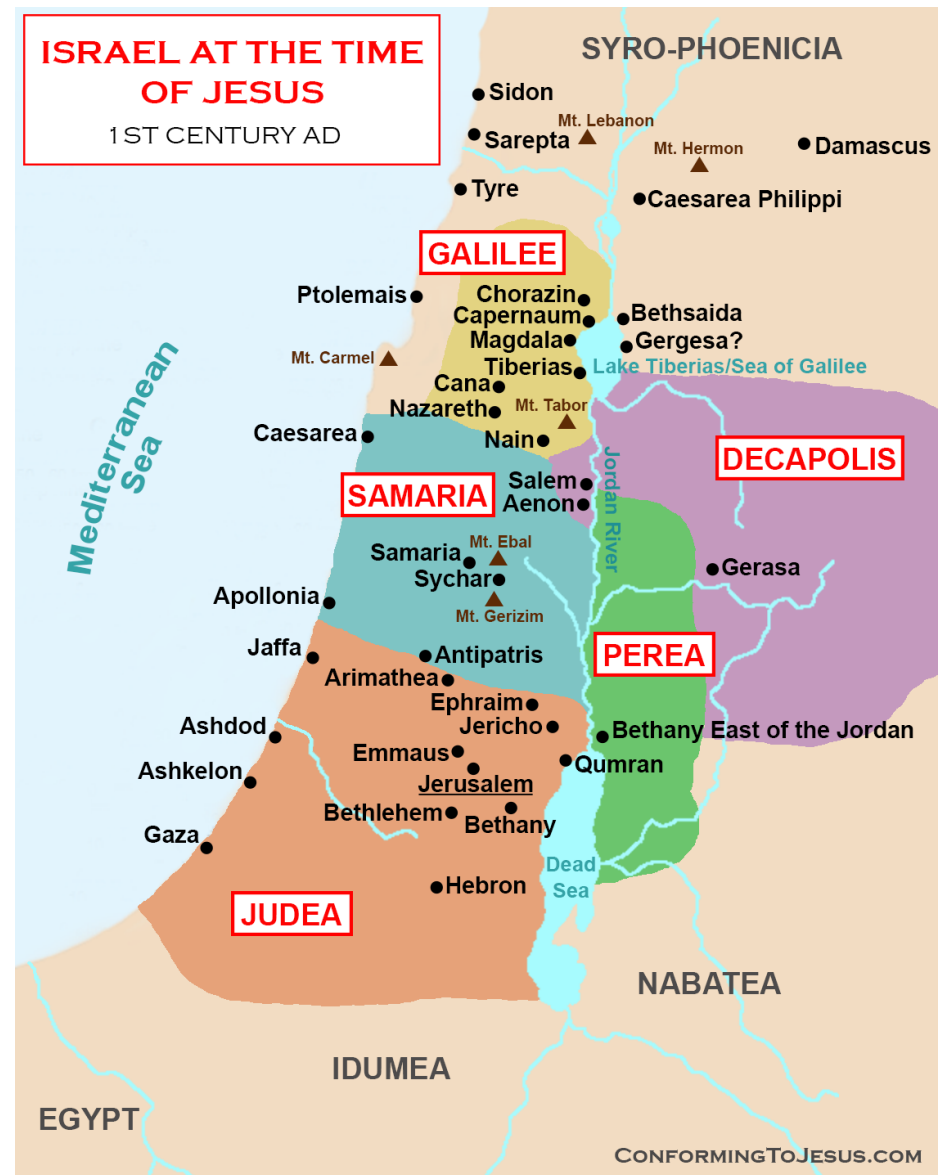 ISRAEL AT THE TIME
OF JESUS
1ST CENTURY AD
SYRO-PHOENICIA
Sidon
Mt. Lebanon
Sarepta
Mt. Hermon
Damascus
Tyre
Caesarea Philippi
GALILEE
Ptolemais
Chorazin
Capernaum
Bethsaida
Magdala
Gergesa?
Mt. Carmel
Tiberias
Lake Tiberias/Sea of Galilee
Cana
Nazareth
Mt. Tabor
Caesarea
Nain
Mediterranean
Sea
Jordan River
DECAPOLIS
SAMARIA
Salem
Aenon
Mt. Ebal
Samaria
Sychar
Gerasa
Mt. Gerizim
Apollonia
Jaffa
Antipatris
PEREA
Arimathea
Ephraim
Jericho
Ashdod
Bethany East of the Jordan
Emmaus
Qumran
Ashkelon
Jerusalem
Bethlehem
Bethany
Gaza
Dead
Sea
Hebron
JUDEA
NABATEA
IDUMEA
EGYPT
CONFORMINGTOJESUS.COM